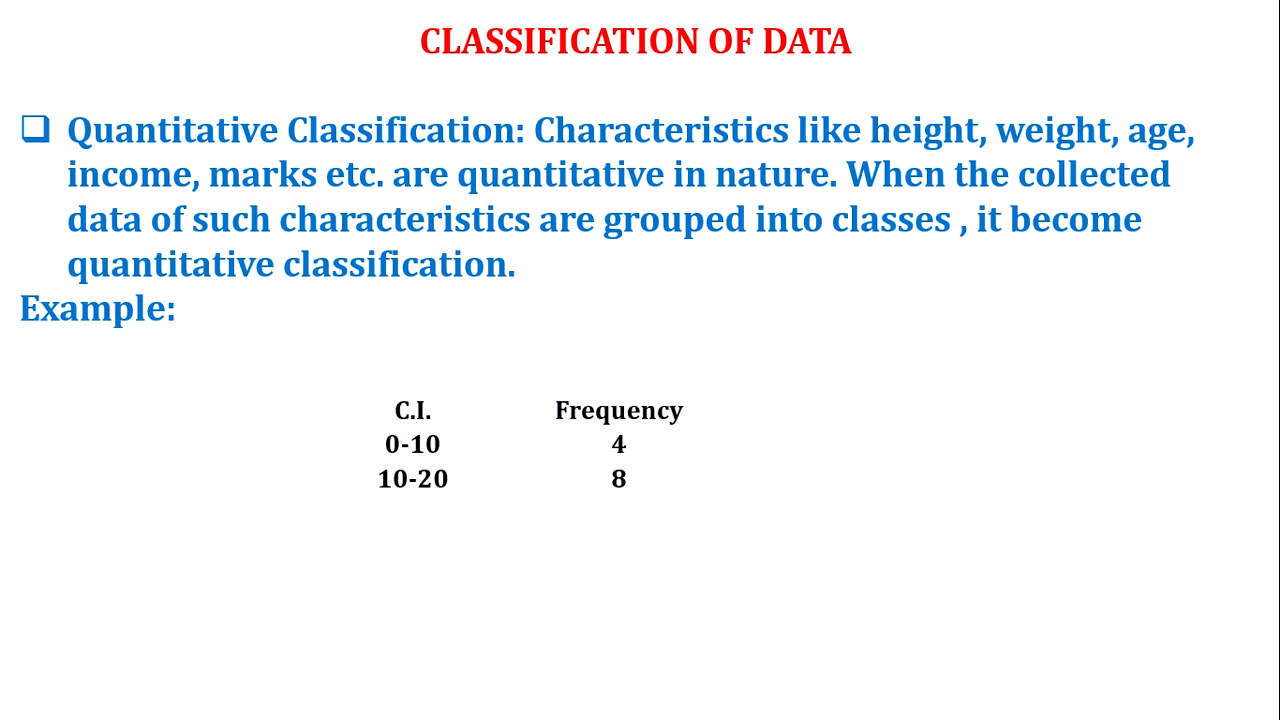 CLASSIFICATION OF DATA
❑ Quantitative Classification: Characteristics like height, weight, age,
income, marks etc. are quantitative in nature. When the collected
data of such characteristics are grouped into classes , it become
quantitative classification.
Example:
C.I. Frequency
0-10 4
10-20 8